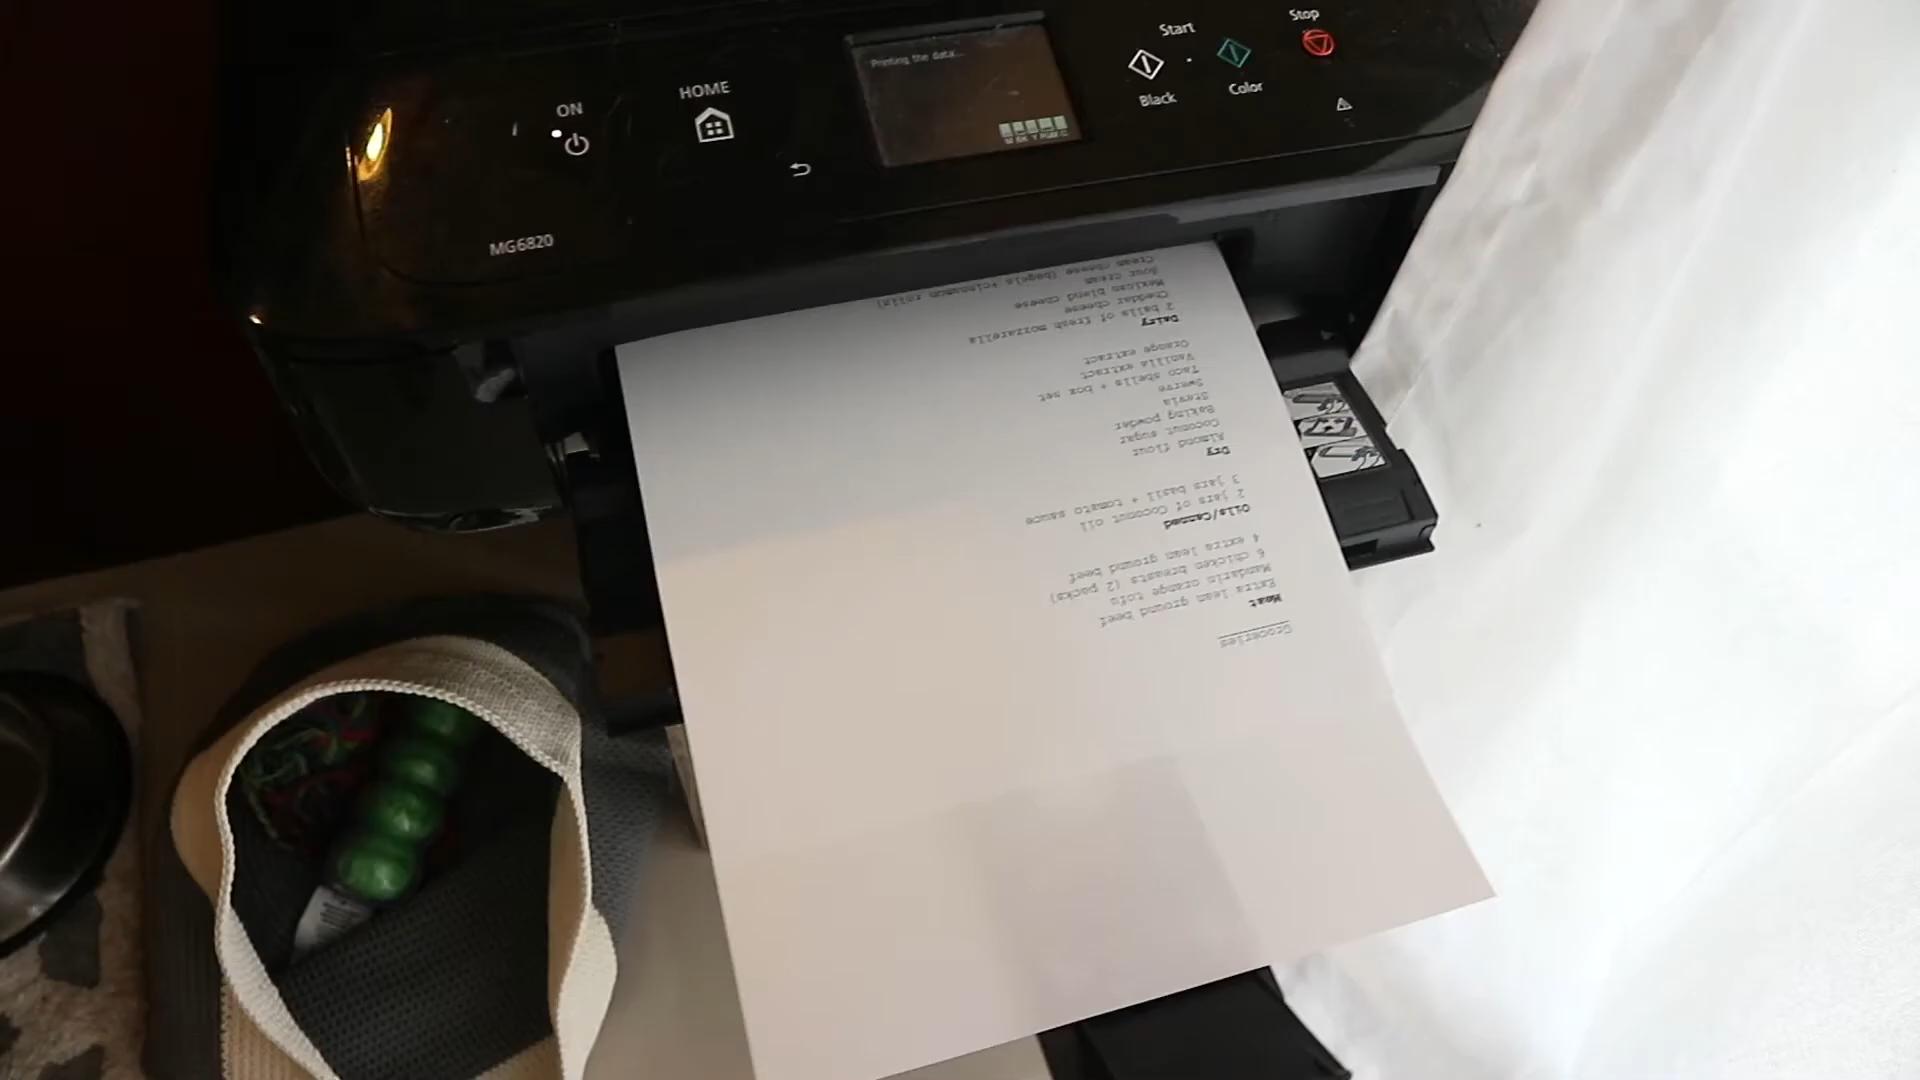 Start
Stop
Black
Color
ON
HOME
Printing the data...
MG6820
Groceries
Meat
Extra lean ground beef
Mandarin orange tofu
6 chicken breasts (2 packs)
4 extra lean ground beef
Oils/Canned
2 jars of Coconut oil
3 jars basil + tomato sauce
Dry
Almond flour
Coconut sugar
Baking powder
Stevia
Swerve
Taco shells + box set
Vanilla extract
Orange extract
Dairy
2 balls of fresh mozzarella
Cheddar cheese
Mexican blend cheese
Sour cream
Cream cheese (bagels +cinnamon rolls)